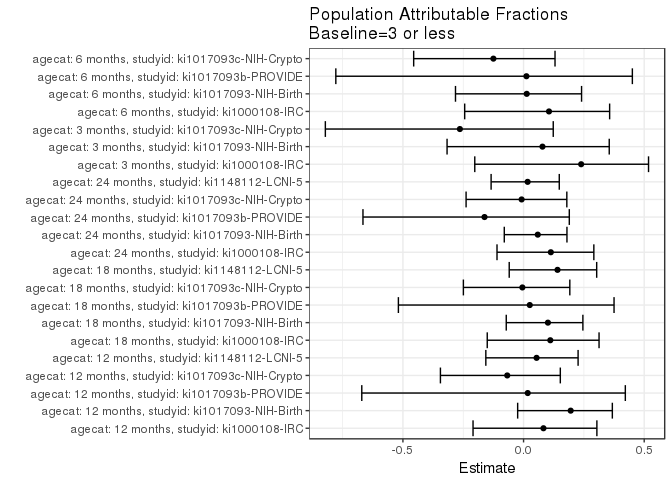 Population Attributable Fractions
Baseline=3 or less
agecat: 6 months, studyid: ki1017093c-NIH-Crypto
agecat: 6 months, studyid: ki1017093b-PROVIDE
agecat: 6 months, studyid: ki1017093-NIH-Birth
agecat: 6 months, studyid: ki1000108-IRC
agecat: 3 months, studyid: ki1017093c-NIH-Crypto
agecat: 3 months, studyid: ki1017093-NIH-Birth
agecat: 3 months, studyid: ki1000108-IRC
agecat: 24 months, studyid: ki1148112-LCNI-5
agecat: 24 months, studyid: ki1017093c-NIH-Crypto
agecat: 24 months, studyid: ki1017093b-PROVIDE
agecat: 24 months, studyid: ki1017093-NIH-Birth
agecat: 24 months, studyid: ki1000108-IRC
agecat: 18 months, studyid: ki1148112-LCNI-5
agecat: 18 months, studyid: ki1017093c-NIH-Crypto
agecat: 18 months, studyid: ki1017093b-PROVIDE
agecat: 18 months, studyid: ki1017093-NIH-Birth
agecat: 18 months, studyid: ki1000108-IRC
agecat: 12 months, studyid: ki1148112-LCNI-5
agecat: 12 months, studyid: ki1017093c-NIH-Crypto
agecat: 12 months, studyid: ki1017093b-PROVIDE
agecat: 12 months, studyid: ki1017093-NIH-Birth
agecat: 12 months, studyid: ki1000108-IRC
-0.5 0.0 0.5
Estimate